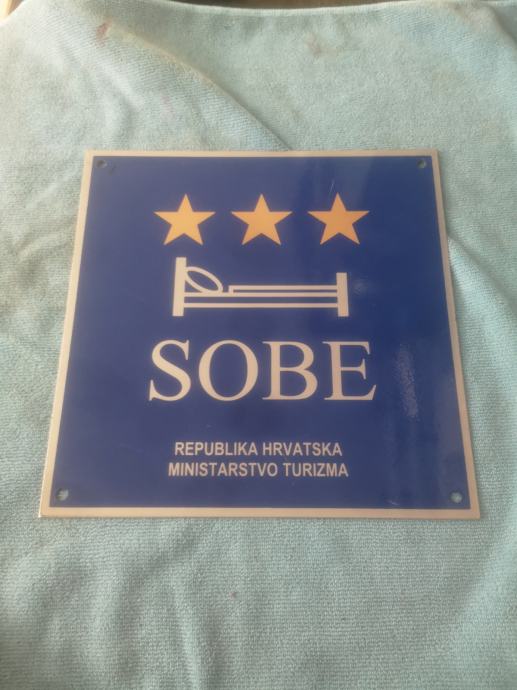 SOBE
REPUBLIKA HRVATSKA
MINISTARSTVO TURIZMA